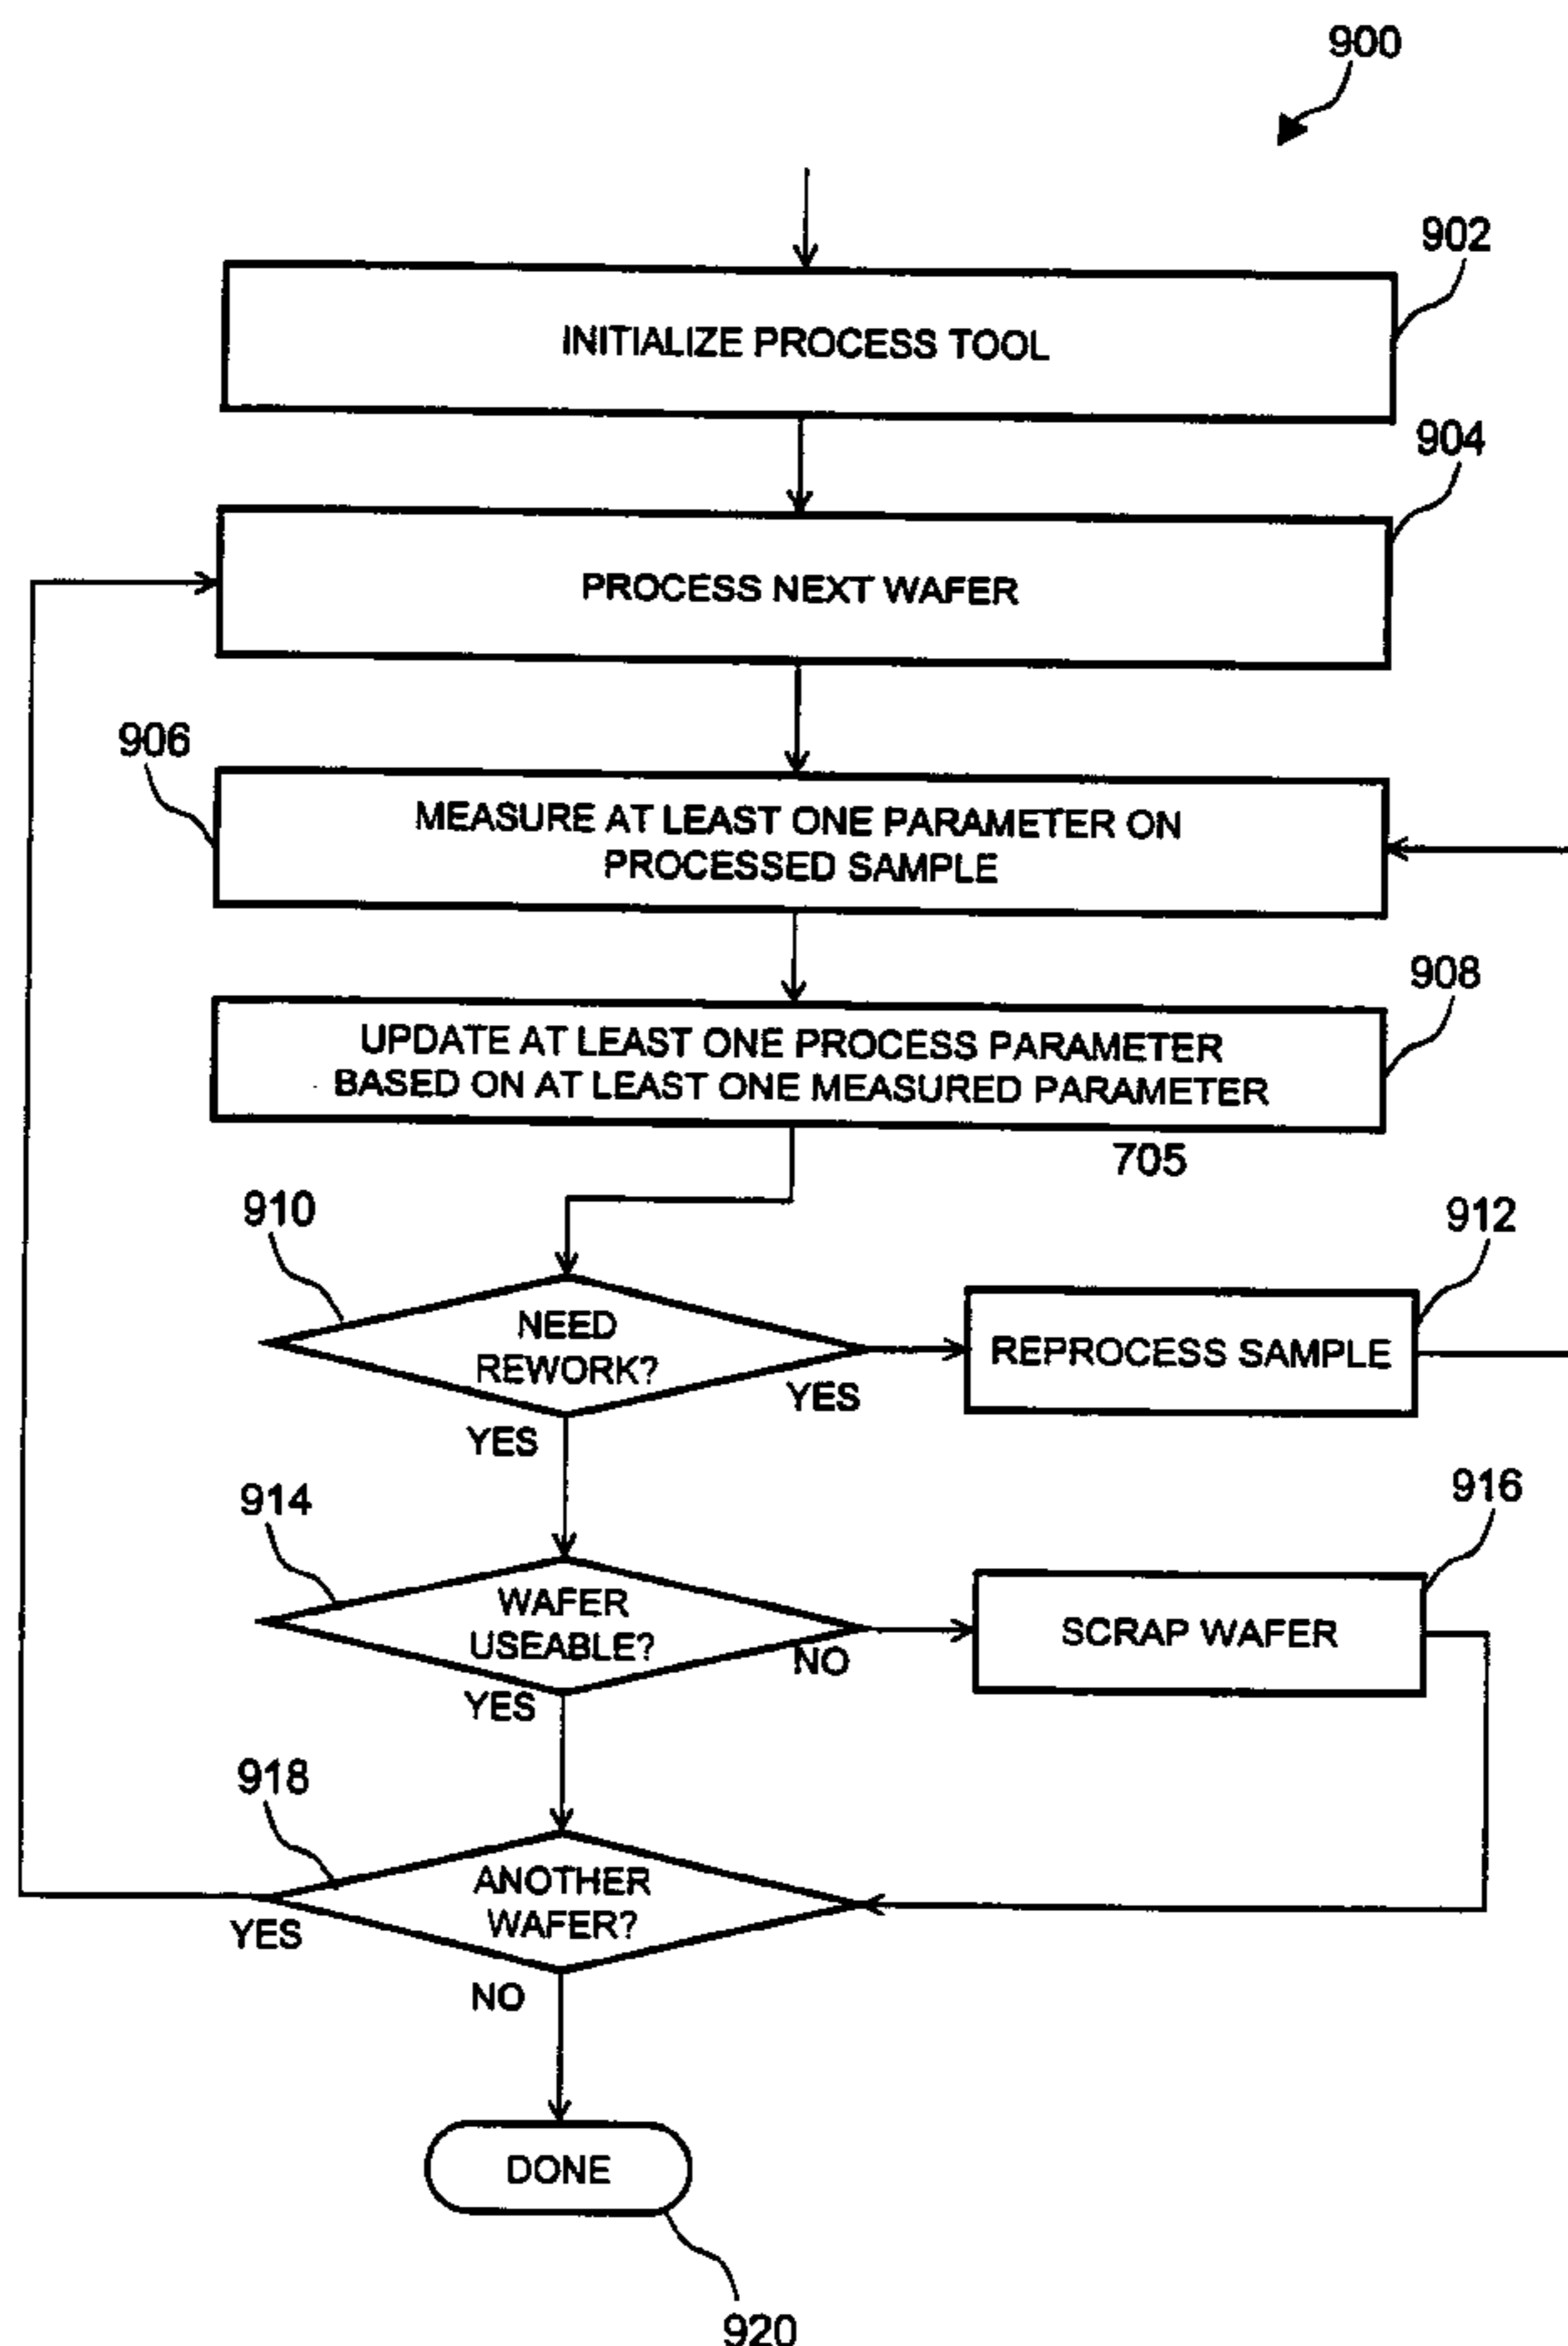 900
902
INITIALIZE PROCESS TOOL
904
PROCESS NEXT WAFER
906
MEASURE AT LEAST ONE PARAMETER ON
PROCESSED SAMPLE
908
UPDATE AT LEAST ONE PROCESS PARAMETER
BASED ON AT LEAST ONE MEASURED PARAMETER
705
910
912
NEED
REWORK?
REPROCESS SAMPLE
YES
YES
914
916
WAFER
USEABLE?
SCRAP WAFER
NO
YES
918
ANOTHER
WAFER?
YES
NO
DONE
920